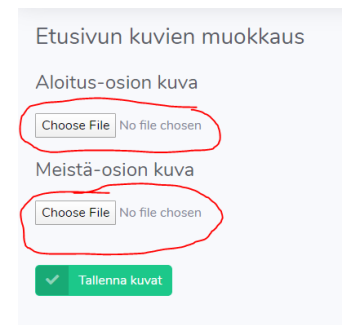 Etusivun kuvien muokkaus
Aloitus-osion kuva
Choose File No file chosen
Meistä-osion kuva
Choose File No file chosen
Tallenna kuvat